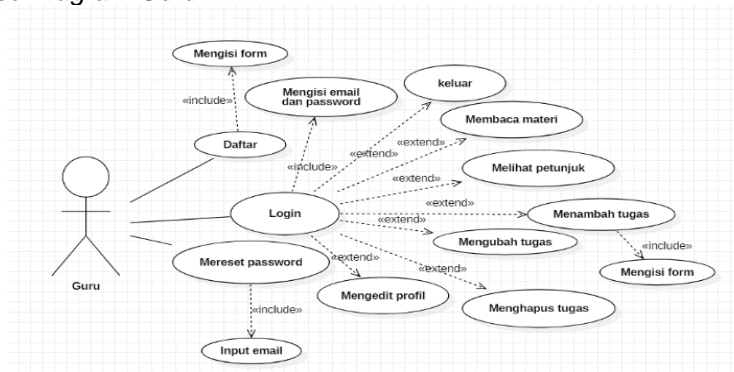 Mengisi form
«include»
Mengisi email
dan password
keluar
Membaca materi
Daftar
«include»
«extend»
«extend»
Melihat petunjuk
«extend»
Login
«extend»
Menambah tugas
«extend»
Mengubah tugas
«include»
Mengisi form
Mereset password
«extend»
«extend»
Guru
Mengedit profil
Menghapus tugas
«include»
Input email